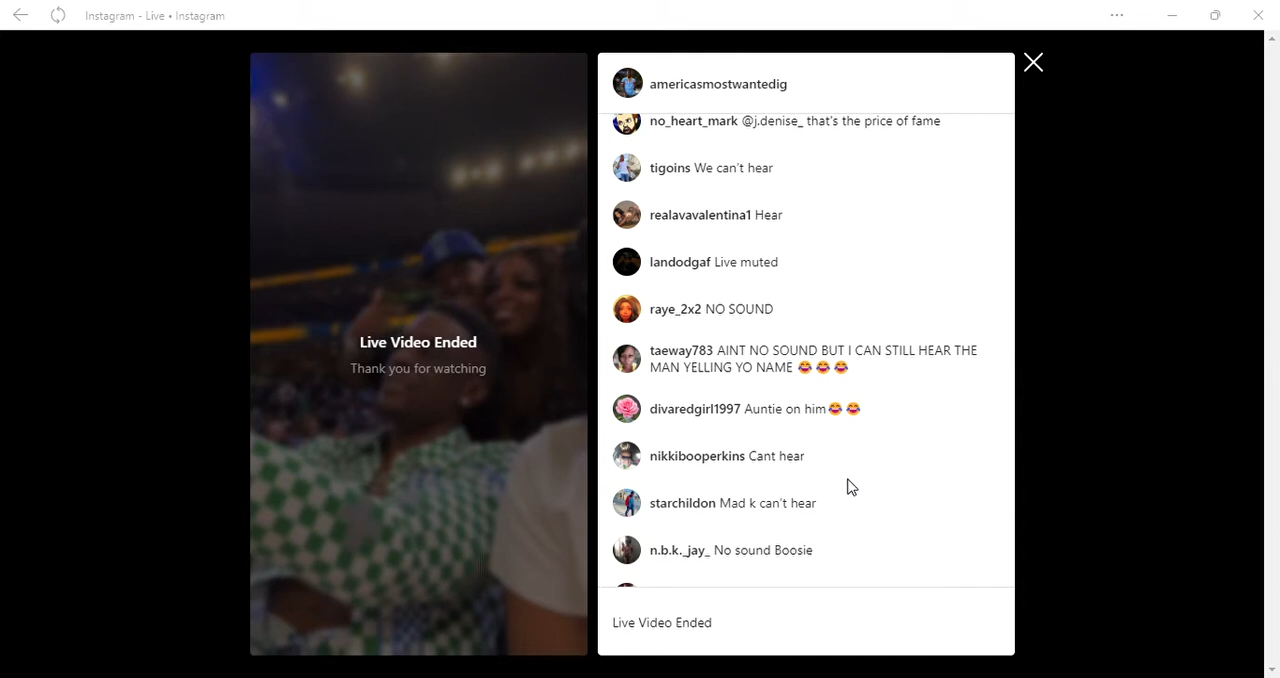 Instagram - Live • Instagram
Live Video Ended
Thank you for watching
americasmostwantedig
no_heart_mark @j.denise_ that's the price of fame
tigoins We can't hear
realavavalentina1 Hear
landodgaf Live muted
raye_2x2 NO SOUND
taeway783 AINT NO SOUND BUT I CAN STILL HEAR THE
MAN YELLING YO NAME 😂 😂 😂
divaredgirl1997 Auntie on him😂 😂
nikkibooperkins Cant hear
starchildon Mad k can't hear
n.b.k._jay_ No sound Boosie
Live Video Ended